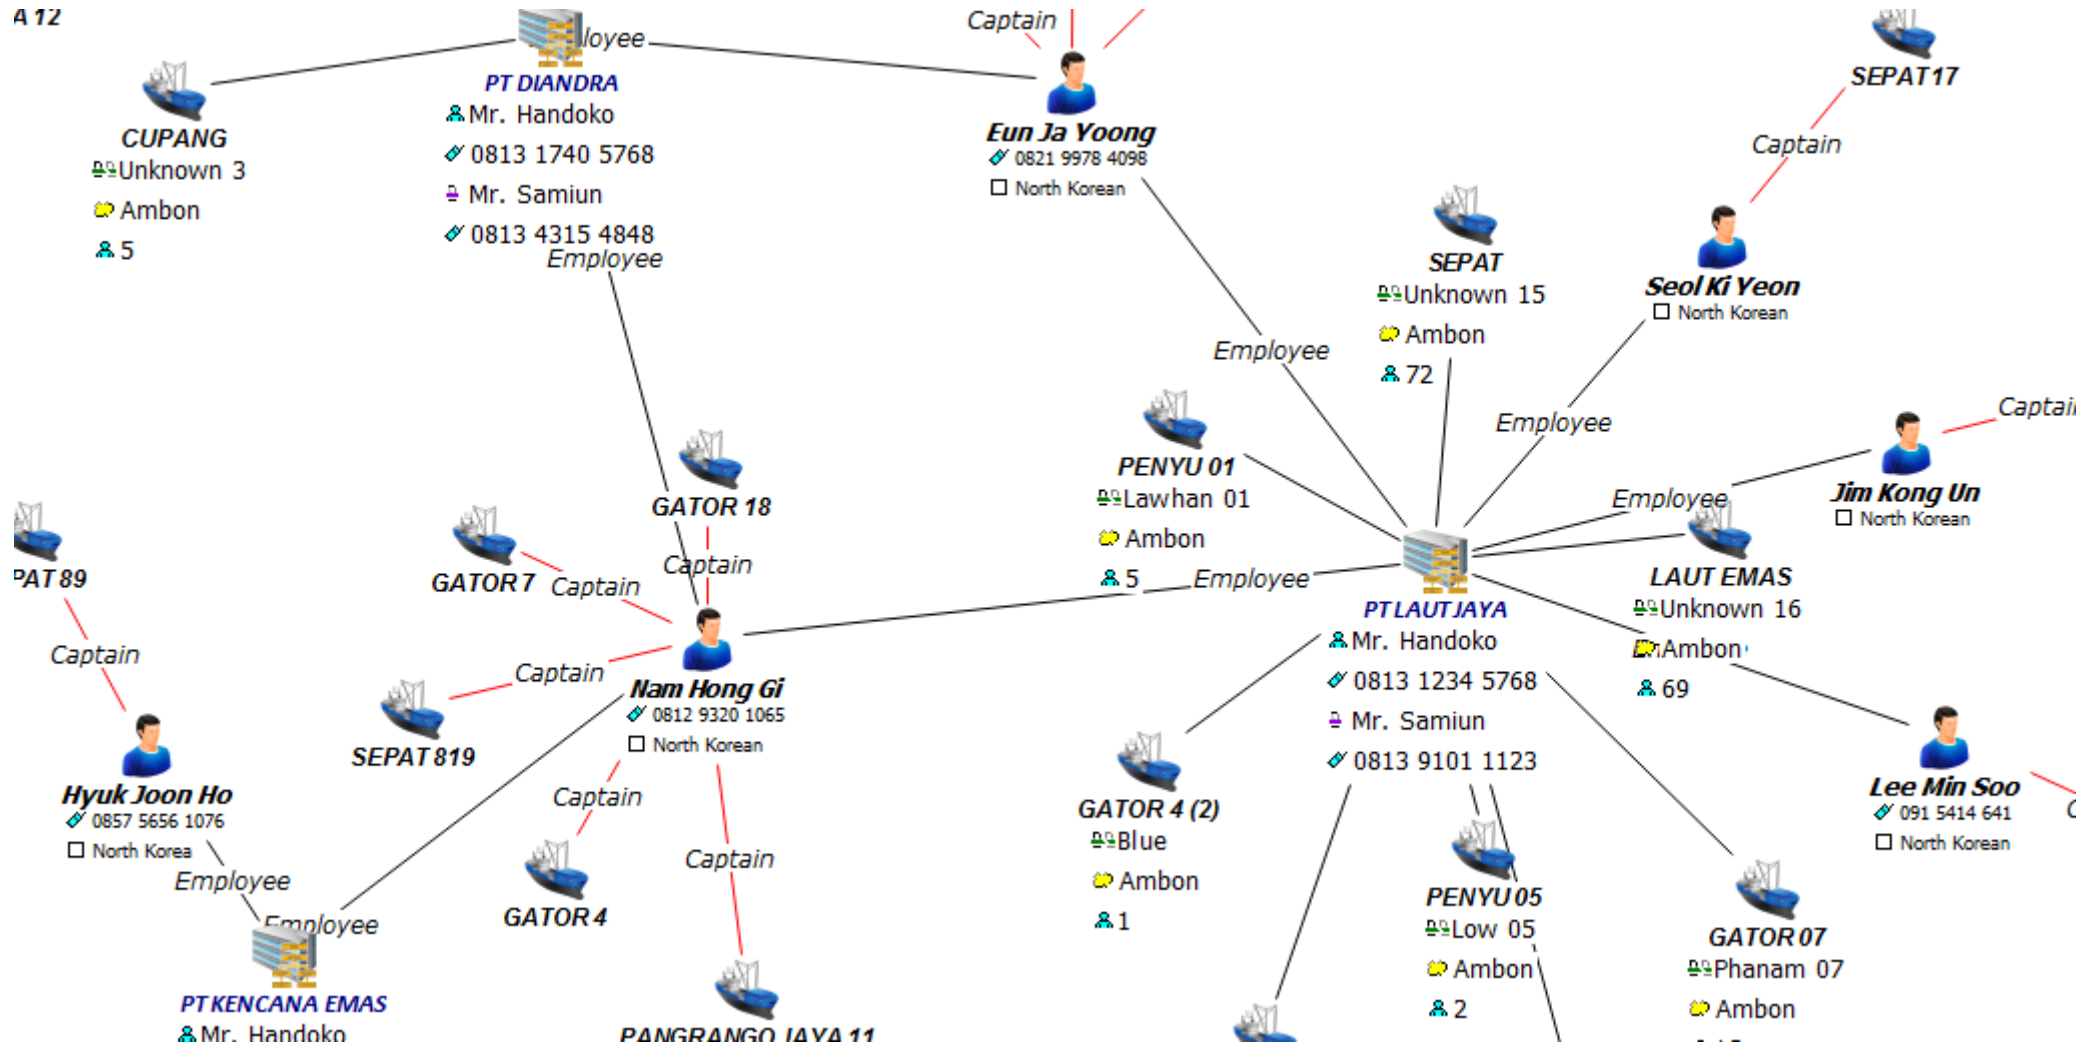 A 12
Captain
SEPAT 17
PT DIANDRA
Mr. Handoko
0813 1740 5768
Mr. Samiun
0813 4315 4848
Employee
CUPANG
Unknown 3
Ambon
5
Eun Ja Yoong
0821 9978 4098
North Korean
Captain
SEPAT
Unknown 15
Ambon
72
Seol Ki Yeon
North Korean
Employee
Employee
PENYU 01
Lawhan 01
Ambon
5
Employee
Jim Kong Un
North Korean
Employee
GATOR 18
Captain
GATOR 7
Captain
PAT 89
Captain
LAUT EMAS
Unknown 16
Ambon
69
PT LAUT JAYA
Mr. Handoko
0813 1234 5768
Mr. Samiun
0813 9101 1123
Captain
SEPAT 819
Nam Hong Gi
0812 9320 1065
North Korean
Hyuk Joon Ho
0857 5656 1076
North Korea
Employee
Captain
GATOR 4
Captain
GATOR 4 (2)
Blue
Ambon
1
Lee Min Soo
091 5414 641
North Korean
PENYU 05
Low 05
Ambon
2
GATOR 07
Phanam 07
Ambon
Employee
PT KENCANA EMAS
Mr. Handoko
PANGRANGO JAYA 11